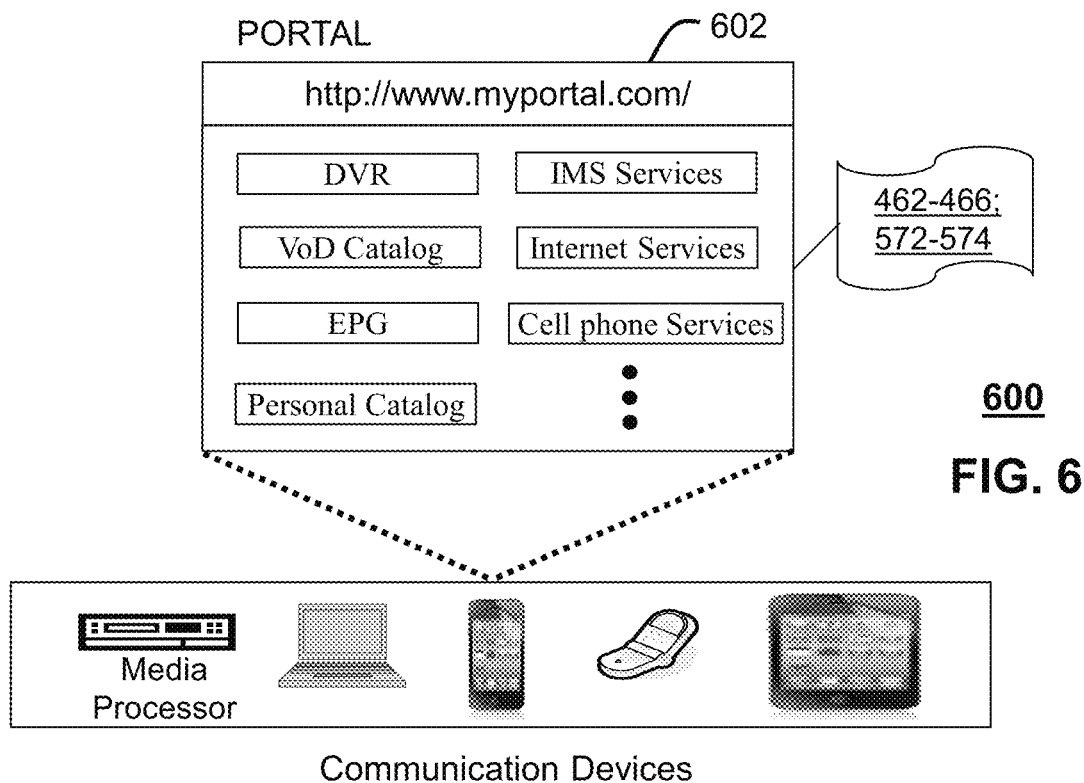 PORTAL
602
http://www.myportal.com/
DVR
IMS Services
VoD Catalog
Internet Services
EPG
Cell phone Services
Personal Catalog
462-466;
572-574
600
FIG. 6
Media
Processor
Communication Devices